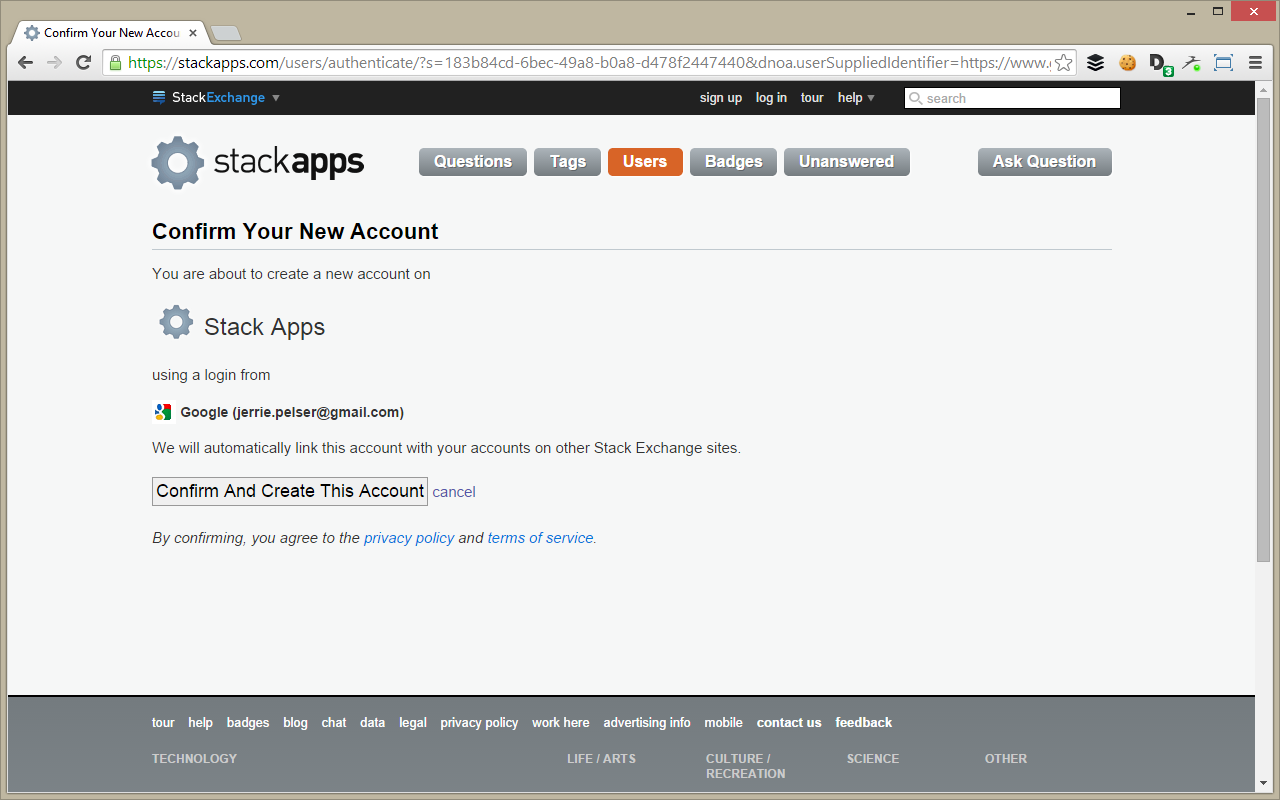 Confirm Your New Accou
https://stackapps.com/users/authenticate/?s=183b84cd-6bec-49a8-b0a8-d478f2447440&dnoa.userSuppliedIdentifier=https://www.g
3
StackExchange
sign up log in tour help search
stackapps
Questions Tags Users Badges Unanswered Ask Question
Confirm Your New Account
You are about to create a new account on
Stack Apps
using a login from
Google (jerrie.pelser@gmail.com)
We will automatically link this account with your accounts on other Stack Exchange sites.
Confirm And Create This Account cancel
By confirming, you agree to the privacy policy and terms of service.
tour help badges blog chat data legal privacy policy work here advertising info mobile contact us feedback
TECHNOLOGY LIFE / ARTS CULTURE / RECREATION SCIENCE OTHER